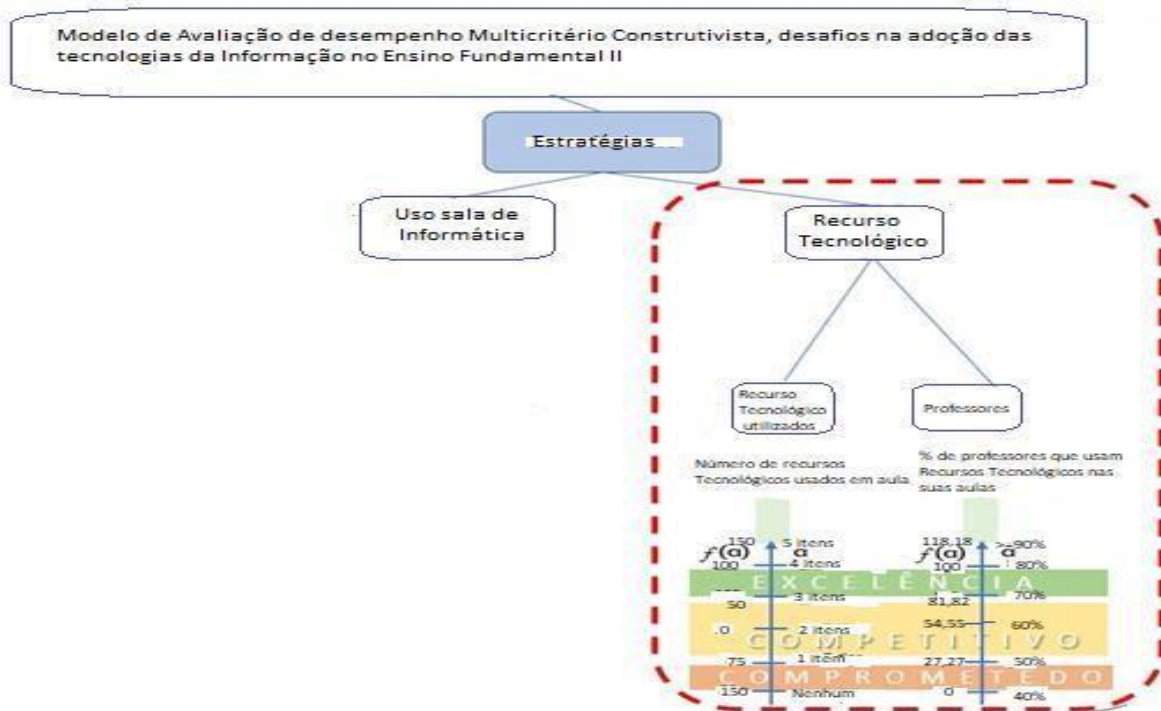 Modelo de Avaliação de desempenho Multicritério Construtivista, desafios na adoção das
tecnologias da Informação no Ensino Fundamental II
Estratégias
Uso sala de
Informática
Recurso
Tecnológico
Recurso
Tecnológico
utilizados
Professores
Número de recursos
Tecnológicos usados em aula
% de professores que usam
Recursos Tecnológicos nas
suas aulas
150 5 itens
f(a) a
100 4 itens
50 3 itens
0 2 itens
75 1 item
150 Nenhum
118,18 >90%
f(a) a
100 80%
81,82 70%
54,55 60%
27,27 50%
0 40%
EXCELÊNCIA
COMPETITIVO
COMPROMETEDO